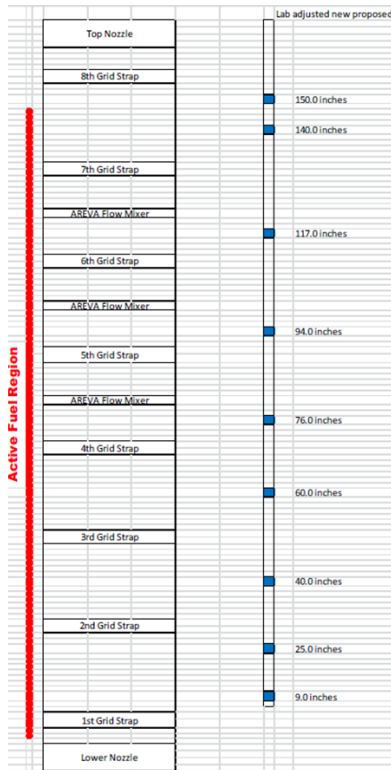 Lab adjusted new proposed
Top Nozzle
8th Grid Strap
150.0 inches
140.0 inches
7th Grid Strap
AREVA Flow Mixer
117.0 inches
6th Grid Strap
AREVA Flow Mixer
94.0 inches
5th Grid Strap
Active Fuel Region
AREVA Flow Mixer
76.0 inches
4th Grid Strap
60.0 inches
3rd Grid Strap
40.0 inches
2nd Grid Strap
25.0 inches
9.0 inches
1st Grid Strap
Lower Nozzle